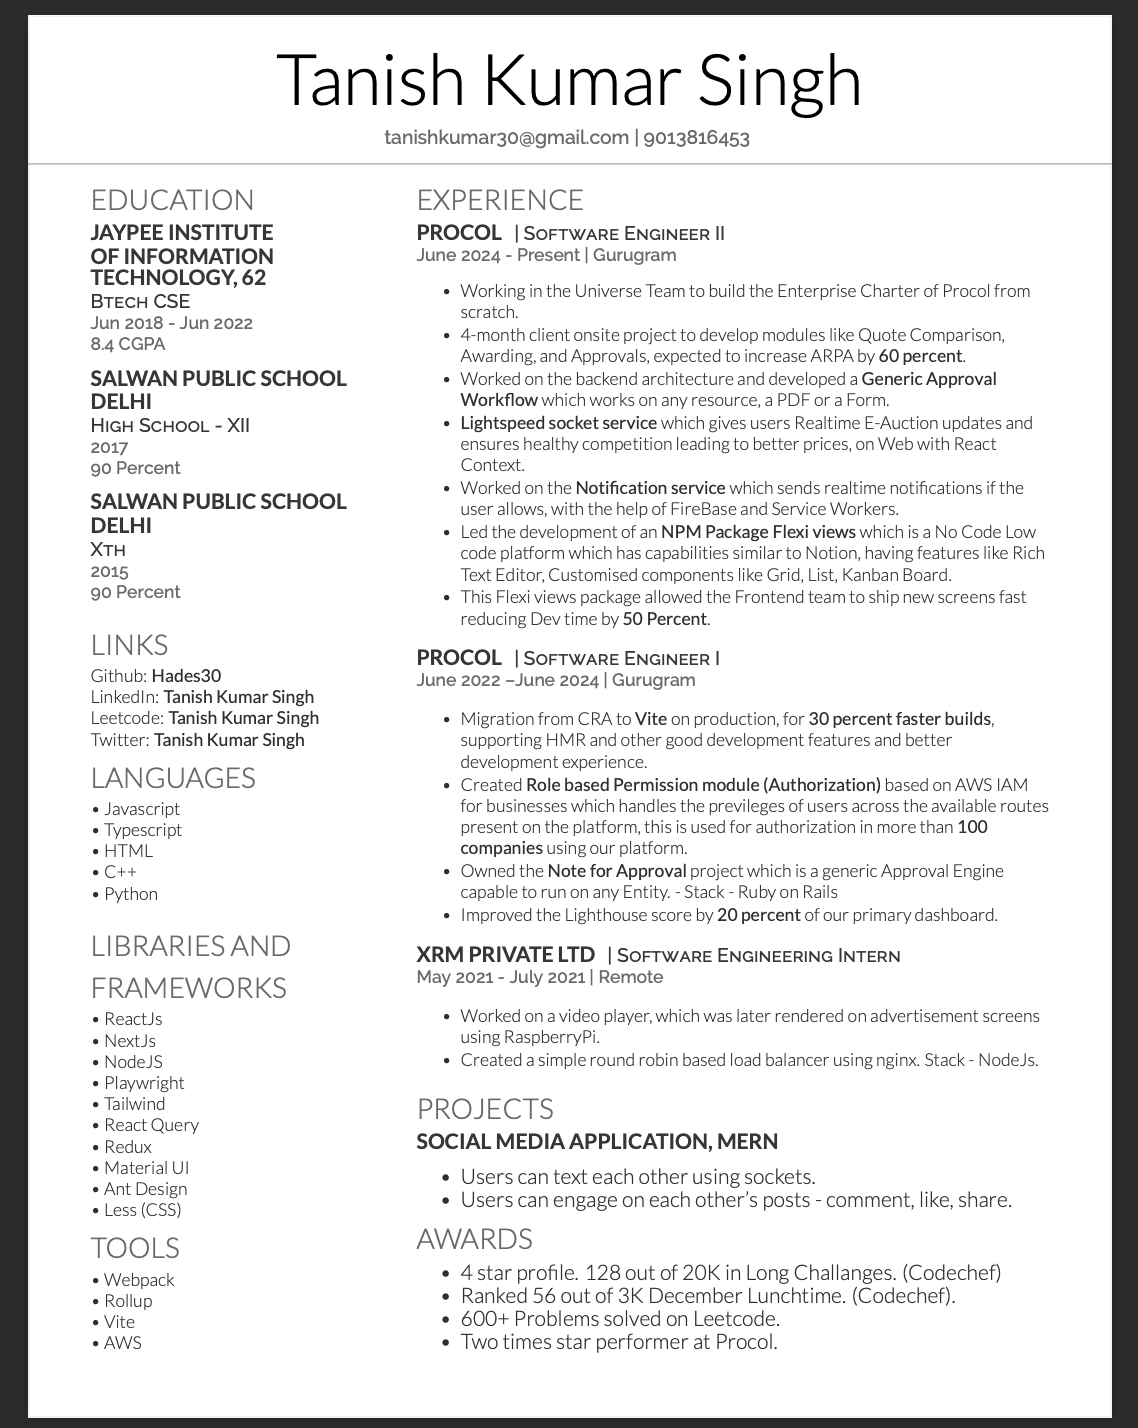 Tanish Kumar Singh
tanishkumar30@gmail.com | 9013816453
EDUCATION
JAYPEE INSTITUTE
OF INFORMATION
TECHNOLOGY, 62
BTECH CSE
Jun 2018 - Jun 2022
8.4 CGPA
SALWAN PUBLIC SCHOOL
DELHI
HIGH SCHOOL - XII
2017
90 Percent
SALWAN PUBLIC SCHOOL
DELHI
XTH
2015
90 Percent
LINKS
Github: Hades30
LinkedIn: Tanish Kumar Singh
Leetcode: Tanish Kumar Singh
Twitter: Tanish Kumar Singh
LANGUAGES
• Javascript
• Typescript
• HTML
• C++
• Python
LIBRARIES AND
FRAMEWORKS
• ReactJs
• NextJs
• NodeJS
• Playwright
• Tailwind
• React Query
• Redux
• Material UI
• Ant Design
• Less (CSS)
TOOLS
• Webpack
• Rollup
• Vite
• AWS
EXPERIENCE
PROCOL | SOFTWARE ENGINEER II
June 2024 - Present | Gurugram
• Working in the Universe Team to build the Enterprise Charter of Procol from
scratch.
• 4-month client onsite project to develop modules like Quote Comparison,
Awarding, and Approvals, expected to increase ARPA by 60 percent.
• Worked on the backend architecture and developed a Generic Approval
Workflow which works on any resource, a PDF or a Form.
• Lightspeed socket service which gives users Realtime E-Auction updates and
ensures healthy competition leading to better prices, on Web with React
Context.
• Worked on the Notification service which sends realtime notifications if the
user allows, with the help of FireBase and Service Workers.
• Led the development of an NPM Package Flexi views which is a No Code Low
code platform which has capabilities similar to Notion, having features like Rich
Text Editor, Customised components like Grid, List, Kanban Board.
• This Flexi views package allowed the Frontend team to ship new screens fast
reducing Dev time by 50 Percent.
PROCOL | SOFTWARE ENGINEER I
June 2022 –June 2024 | Gurugram
• Migration from CRA to Vite on production, for 30 percent faster builds,
supporting HMR and other good development features and better
development experience.
• Created Role based Permission module (Authorization) based on AWS IAM
for businesses which handles the previleges of users across the available routes
present on the platform, this is used for authorization in more than 100
companies using our platform.
• Owned the Note for Approval project which is a generic Approval Engine
capable to run on any Entity. - Stack - Ruby on Rails
• Improved the Lighthouse score by 20 percent of our primary dashboard.
XRM PRIVATE LTD | SOFTWARE ENGINEERING INTERN
May 2021 - July 2021 | Remote
• Worked on a video player, which was later rendered on advertisement screens
using RaspberryPi.
• Created a simple round robin based load balancer using nginx. Stack - NodeJs.
PROJECTS
SOCIAL MEDIA APPLICATION, MERN
• Users can text each other using sockets.
• Users can engage on each other’s posts - comment, like, share.
AWARDS
• 4 star profile. 128 out of 20K in Long Challanges. (Codechef)
• Ranked 56 out of 3K December Lunchtime. (Codechef).
• 600+ Problems solved on Leetcode.
• Two times star performer at Procol.